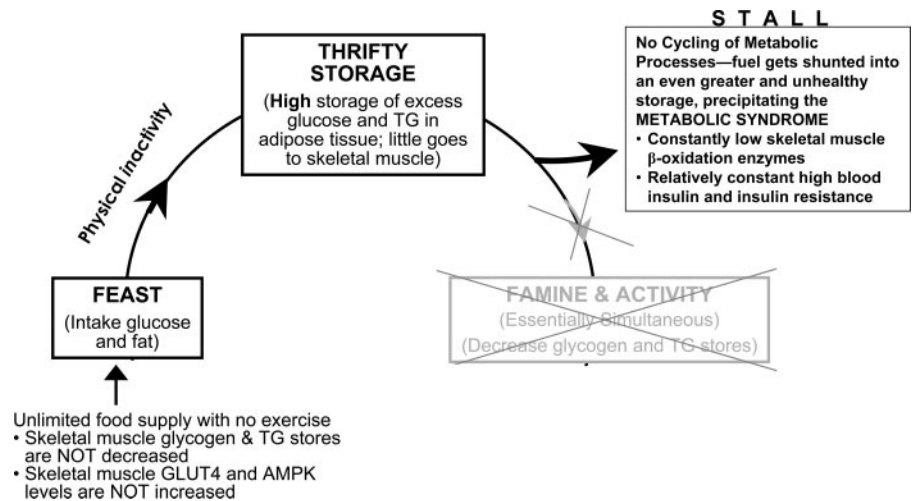 S T A L L
No Cycling of Metabolic
Processes—fuel gets shunted into
an even greater and unhealthy
storage, precipitating the
METABOLIC SYNDROME
• Constantly low skeletal muscle
β-oxidation enzymes
• Relatively constant high blood
insulin and insulin resistance
THRIFTY
STORAGE
(High storage of excess
glucose and TG in
adipose tissue; little goes
to skeletal muscle)
Physical inactivity
FEAST
(Intake glucose
and fat)
FAMINE & ACTIVITY
(Essentially Simultaneous)
(Decrease glycogen and TG stores)
Unlimited food supply with no exercise
• Skeletal muscle glycogen & TG stores
are NOT decreased
• Skeletal muscle GLUT4 and AMPK
levels are NOT increased